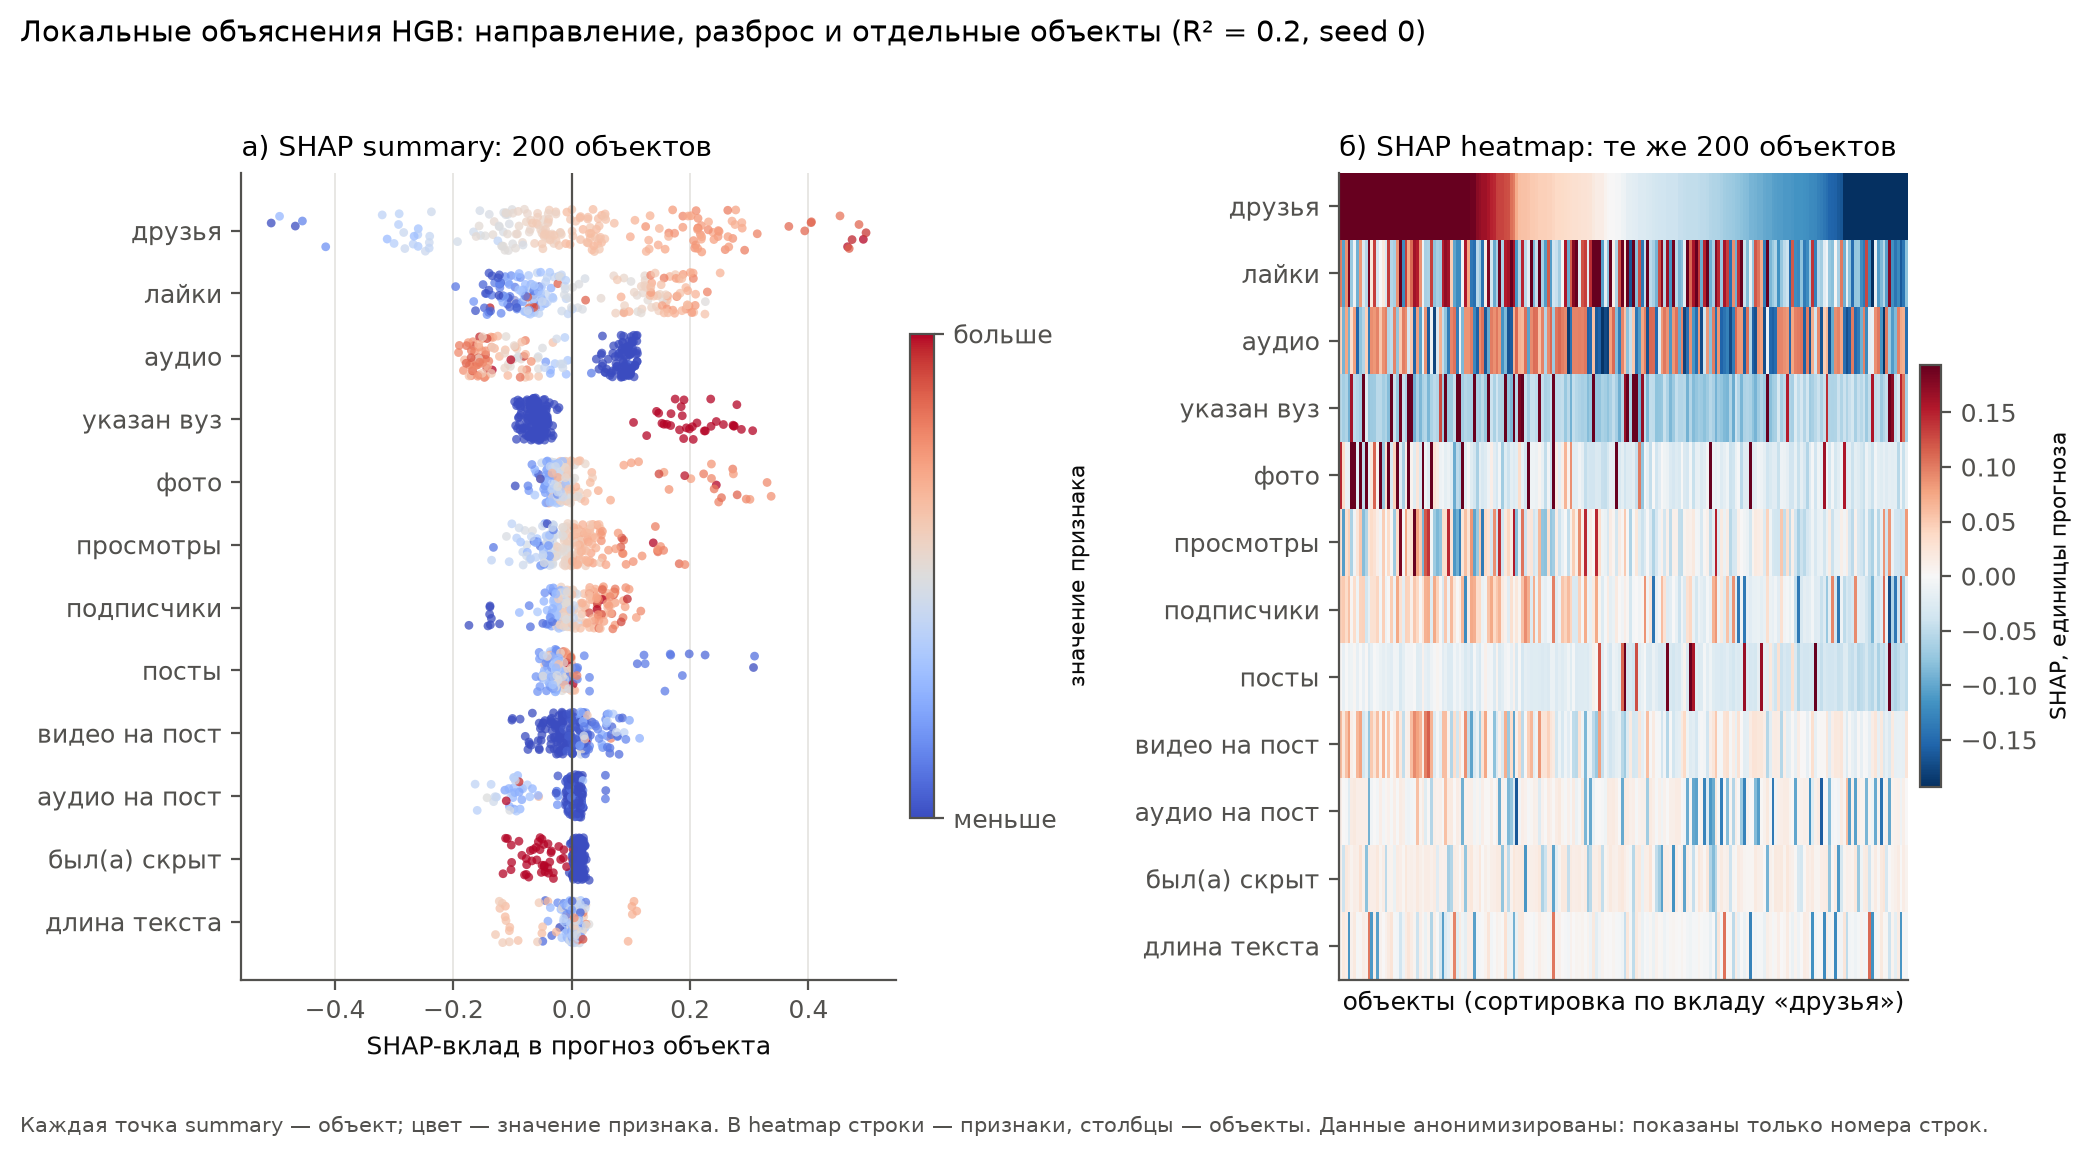 Локальные объяснения HGB: направление, разброс и отдельные объекты (R² = 0.2, seed 0)
а) SHAP summary: 200 объектов
друзья
лайки
аудио
указан вуз
фото
просмотры
подписчики
посты
видео на пост
аудио на пост
был(а) скрыт
длина текста
−0.4
−0.2
0.0
0.2
0.4
SHAP-вклад в прогноз объекта
больше
меньше
значение признака
б) SHAP heatmap: те же 200 объектов
друзья
лайки
аудио
указан вуз
фото
просмотры
подписчики
посты
видео на пост
аудио на пост
был(а) скрыт
длина текста
объекты (сортировка по вкладу «друзья»)
0.15
0.10
0.05
0.00
−0.05
−0.10
−0.15
SHAP, единицы прогноза
Каждая точка summary — объект; цвет — значение признака. В heatmap строки — признаки, столбцы — объекты. Данные анонимизированы: показаны только номера строк.